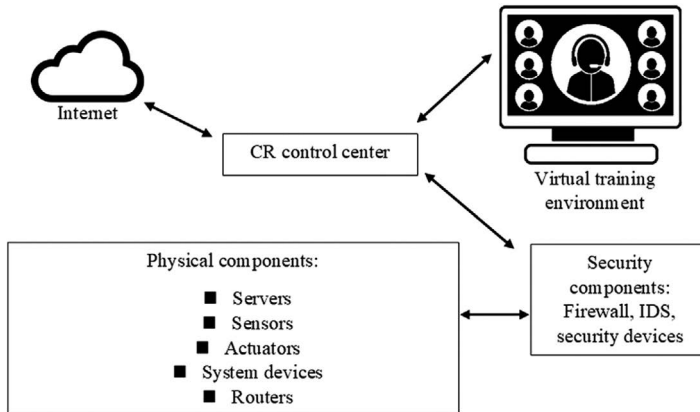 Internet
CR control center
Virtual training
environment
Physical components:
Servers
Sensors
Actuators
System devices
Routers
Security
components:
Firewall, IDS,
security devices